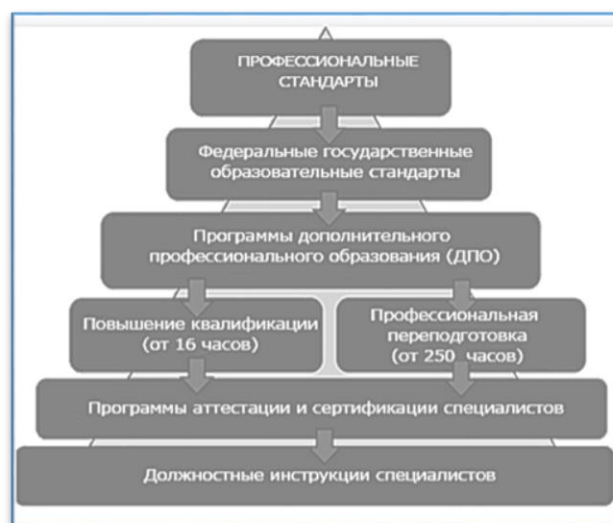 ПРОФЕССИОНАЛЬНЫЕ
СТАНДАРТЫ
Федеральные государственные
образовательные стандарты
Программы дополнительного
профессионального образования (ДПО)
Повышение квалификации
(от 16 часов)
Профессиональная
переподготовка
(от 250 часов)
Программы аттестации и сертификации специалистов
Должностные инструкции специалистов